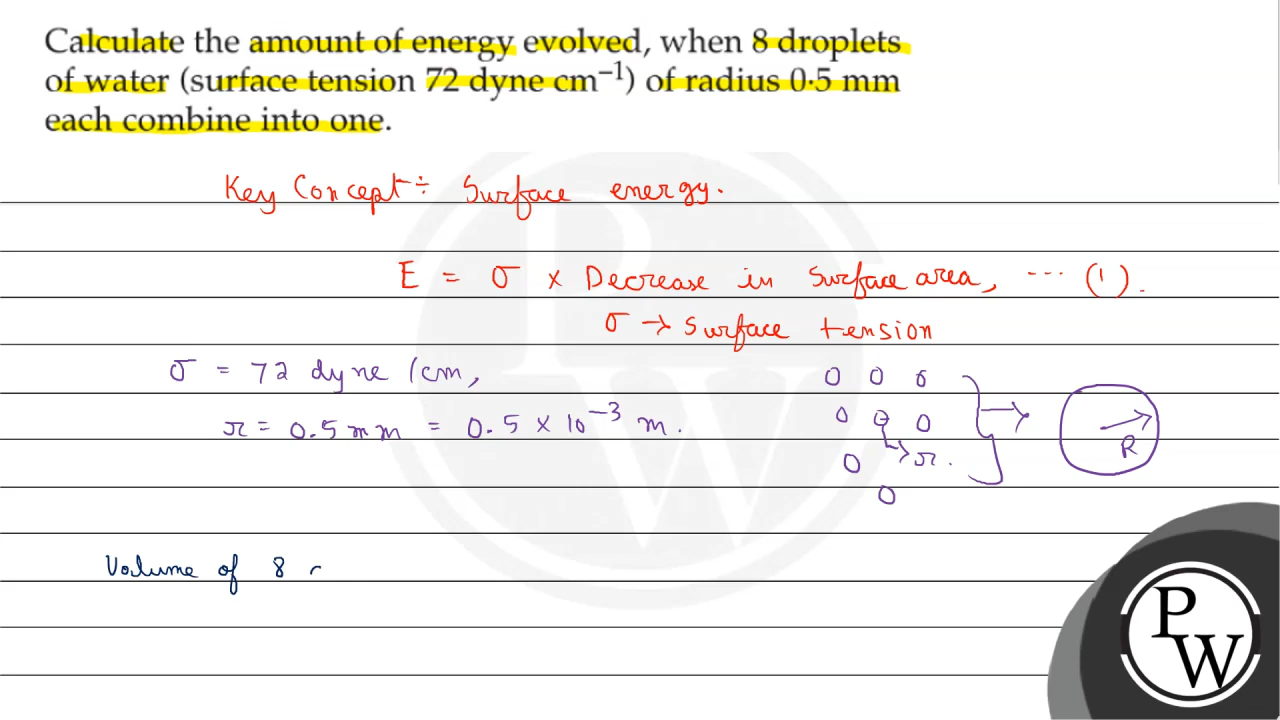 Calculate the amount of energy evolved, when 8 droplets
of water (surface tension 72 dyne cm⁻¹) of radius 0·5 mm
each combine into one.
Key Concept ÷ Surface energy.
E = σ × Decrease in surface area, --- (1).
σ → surface tension
σ = 72 dyne /cm,
r = 0.5 mm = 0.5 × 10⁻³ m.
r.
R
Volume of 8
P
W